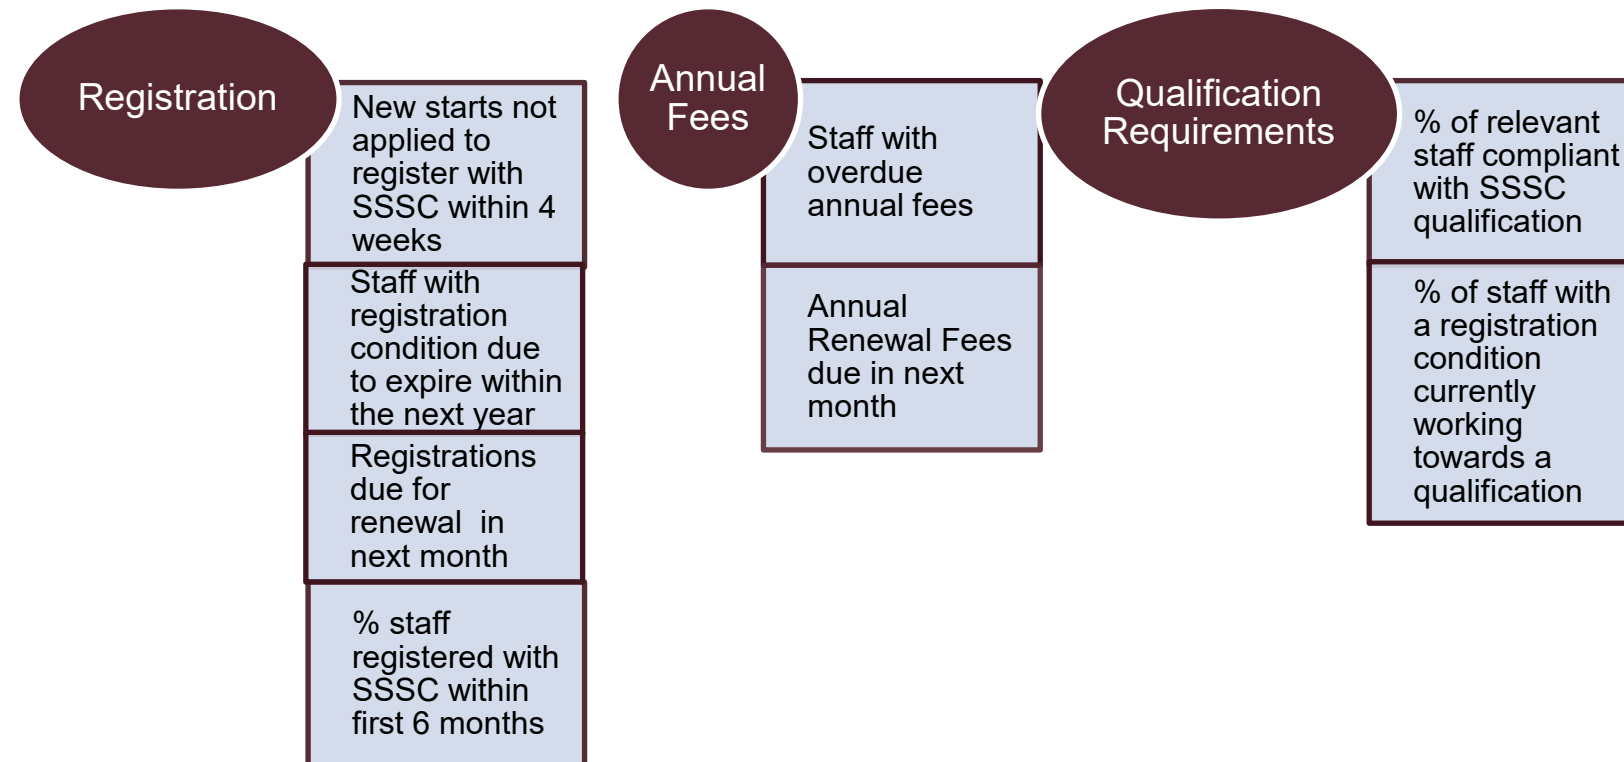 Registration
New starts not
applied to
register with
SSSC within 4
weeks
Staff with
registration
condition due
to expire within
the next year
Registrations
due for
renewal  in
next month
% staff
registered with
SSSC within
first 6 months
Annual
Fees
Staff with
overdue
annual fees
Annual
Renewal Fees
due in next
month
Qualification
Requirements
% of relevant
staff compliant
with SSSC
qualification
% of staff with
a registration
condition
currently
working
towards a
qualification